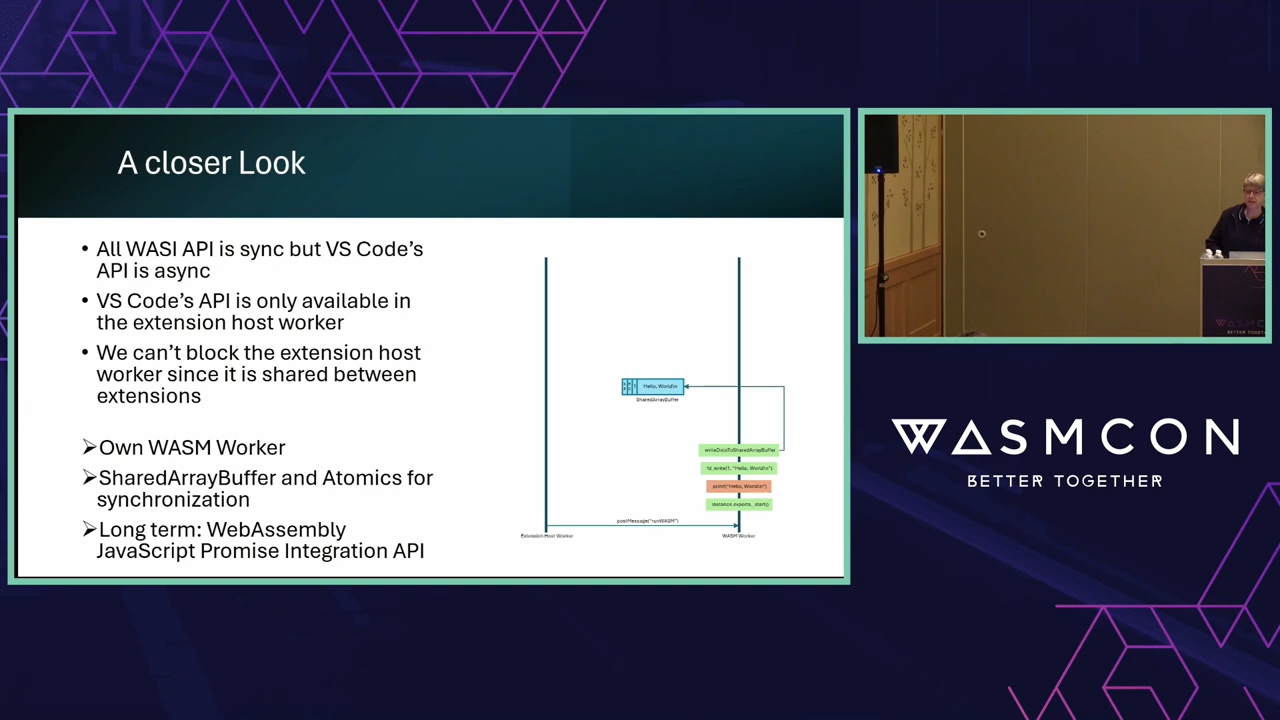 A closer Look
• All WASI API is sync but VS Code's
API is async
• VS Code's API is only available in
the extension host worker
• We can't block the extension host
worker since it is shared between
extensions
➢Own WASM Worker
➢SharedArrayBuffer and Atomics for
synchronization
➢Long term: WebAssembly
JavaScript Promise Integration API
Hello, World\n
SharedArrayBuffer
writeDataToSharedArrayBuffer
fd_write(1, "Hello, World\n")
printf("Hello, World\n")
instance.exports._start()
postMessage("runWASM")
Extension Host Worker
WASM Worker
WASMCON
BETTER TOGETHER